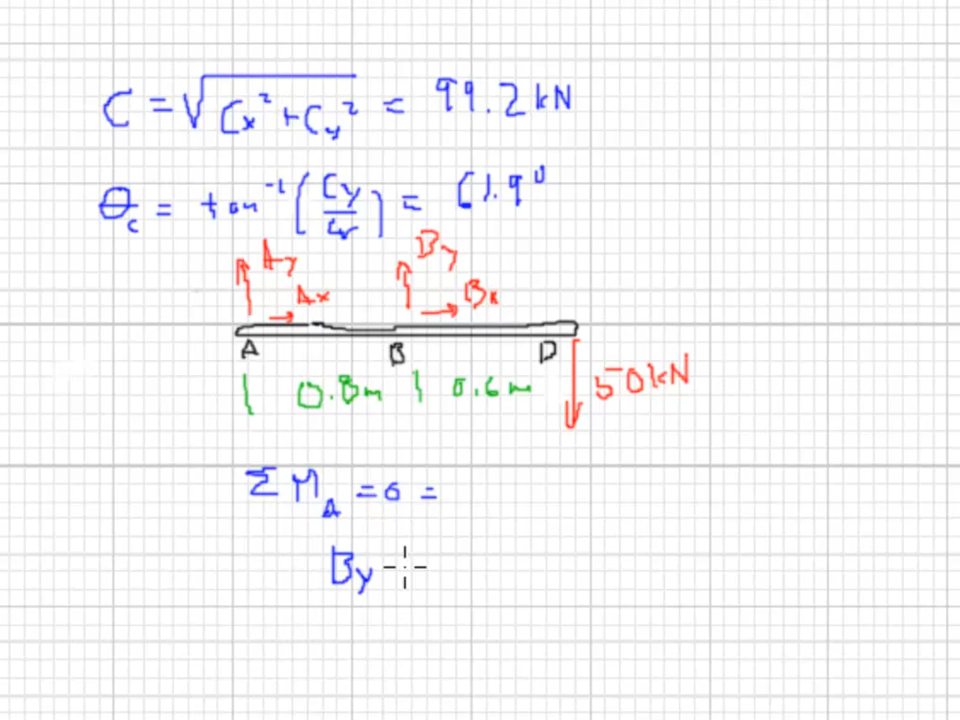 C = √(Cx² + Cy²) = 99.2 kN
θc = tan⁻¹(Cy/Cx) = 61.9°
Ay By
Ax Bx
A B D
0.8m 0.6m 50kN
ΣM_A = 0 =
By